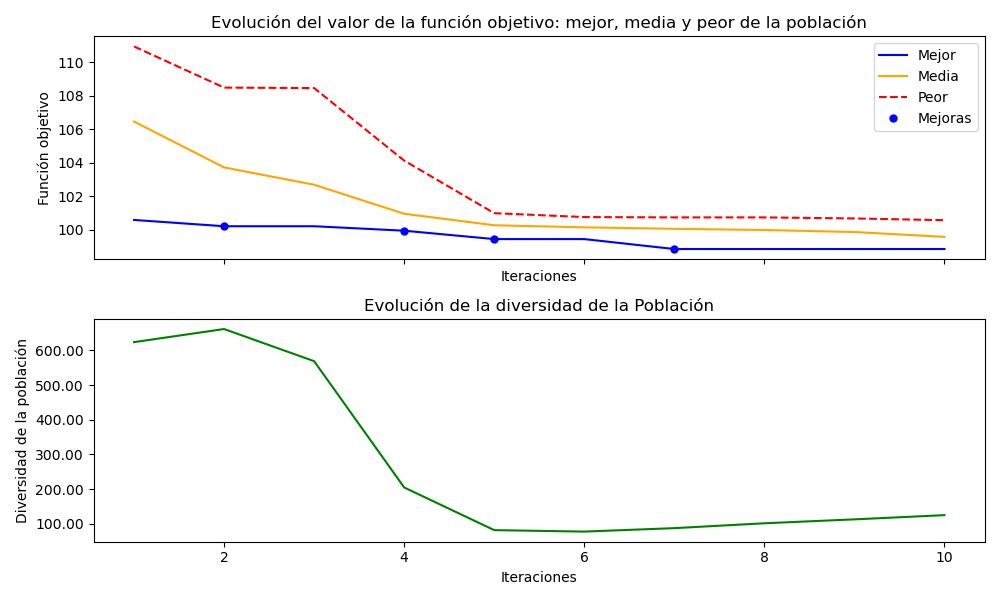 Evolución del valor de la función objetivo: mejor, media y peor de la población
Función objetivo
110
108
106
104
102
100
Mejor
Media
Peor
Mejoras
Iteraciones
Evolución de la diversidad de la Población
Diversidad de la población
600.00
500.00
400.00
300.00
200.00
100.00
2
4
6
8
10
Iteraciones